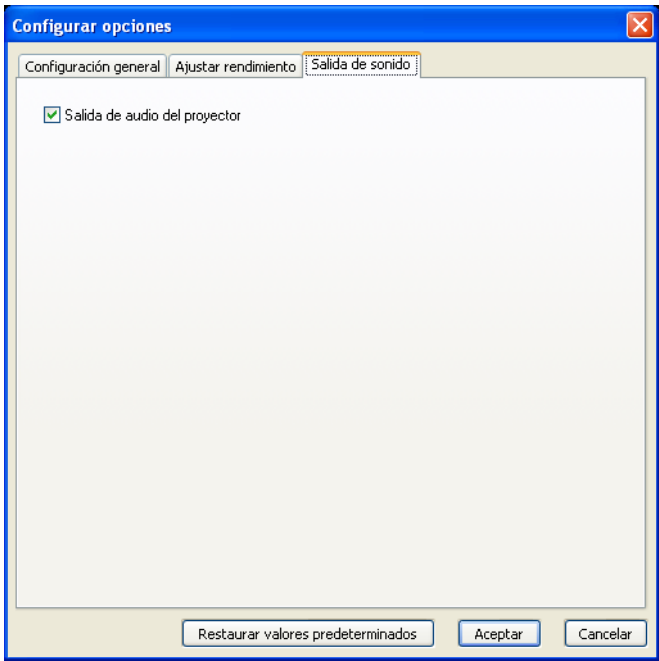 Configurar opciones
Configuración general Ajustar rendimiento Salida de sonido
Salida de audio del proyector
Restaurar valores predeterminados Aceptar Cancelar